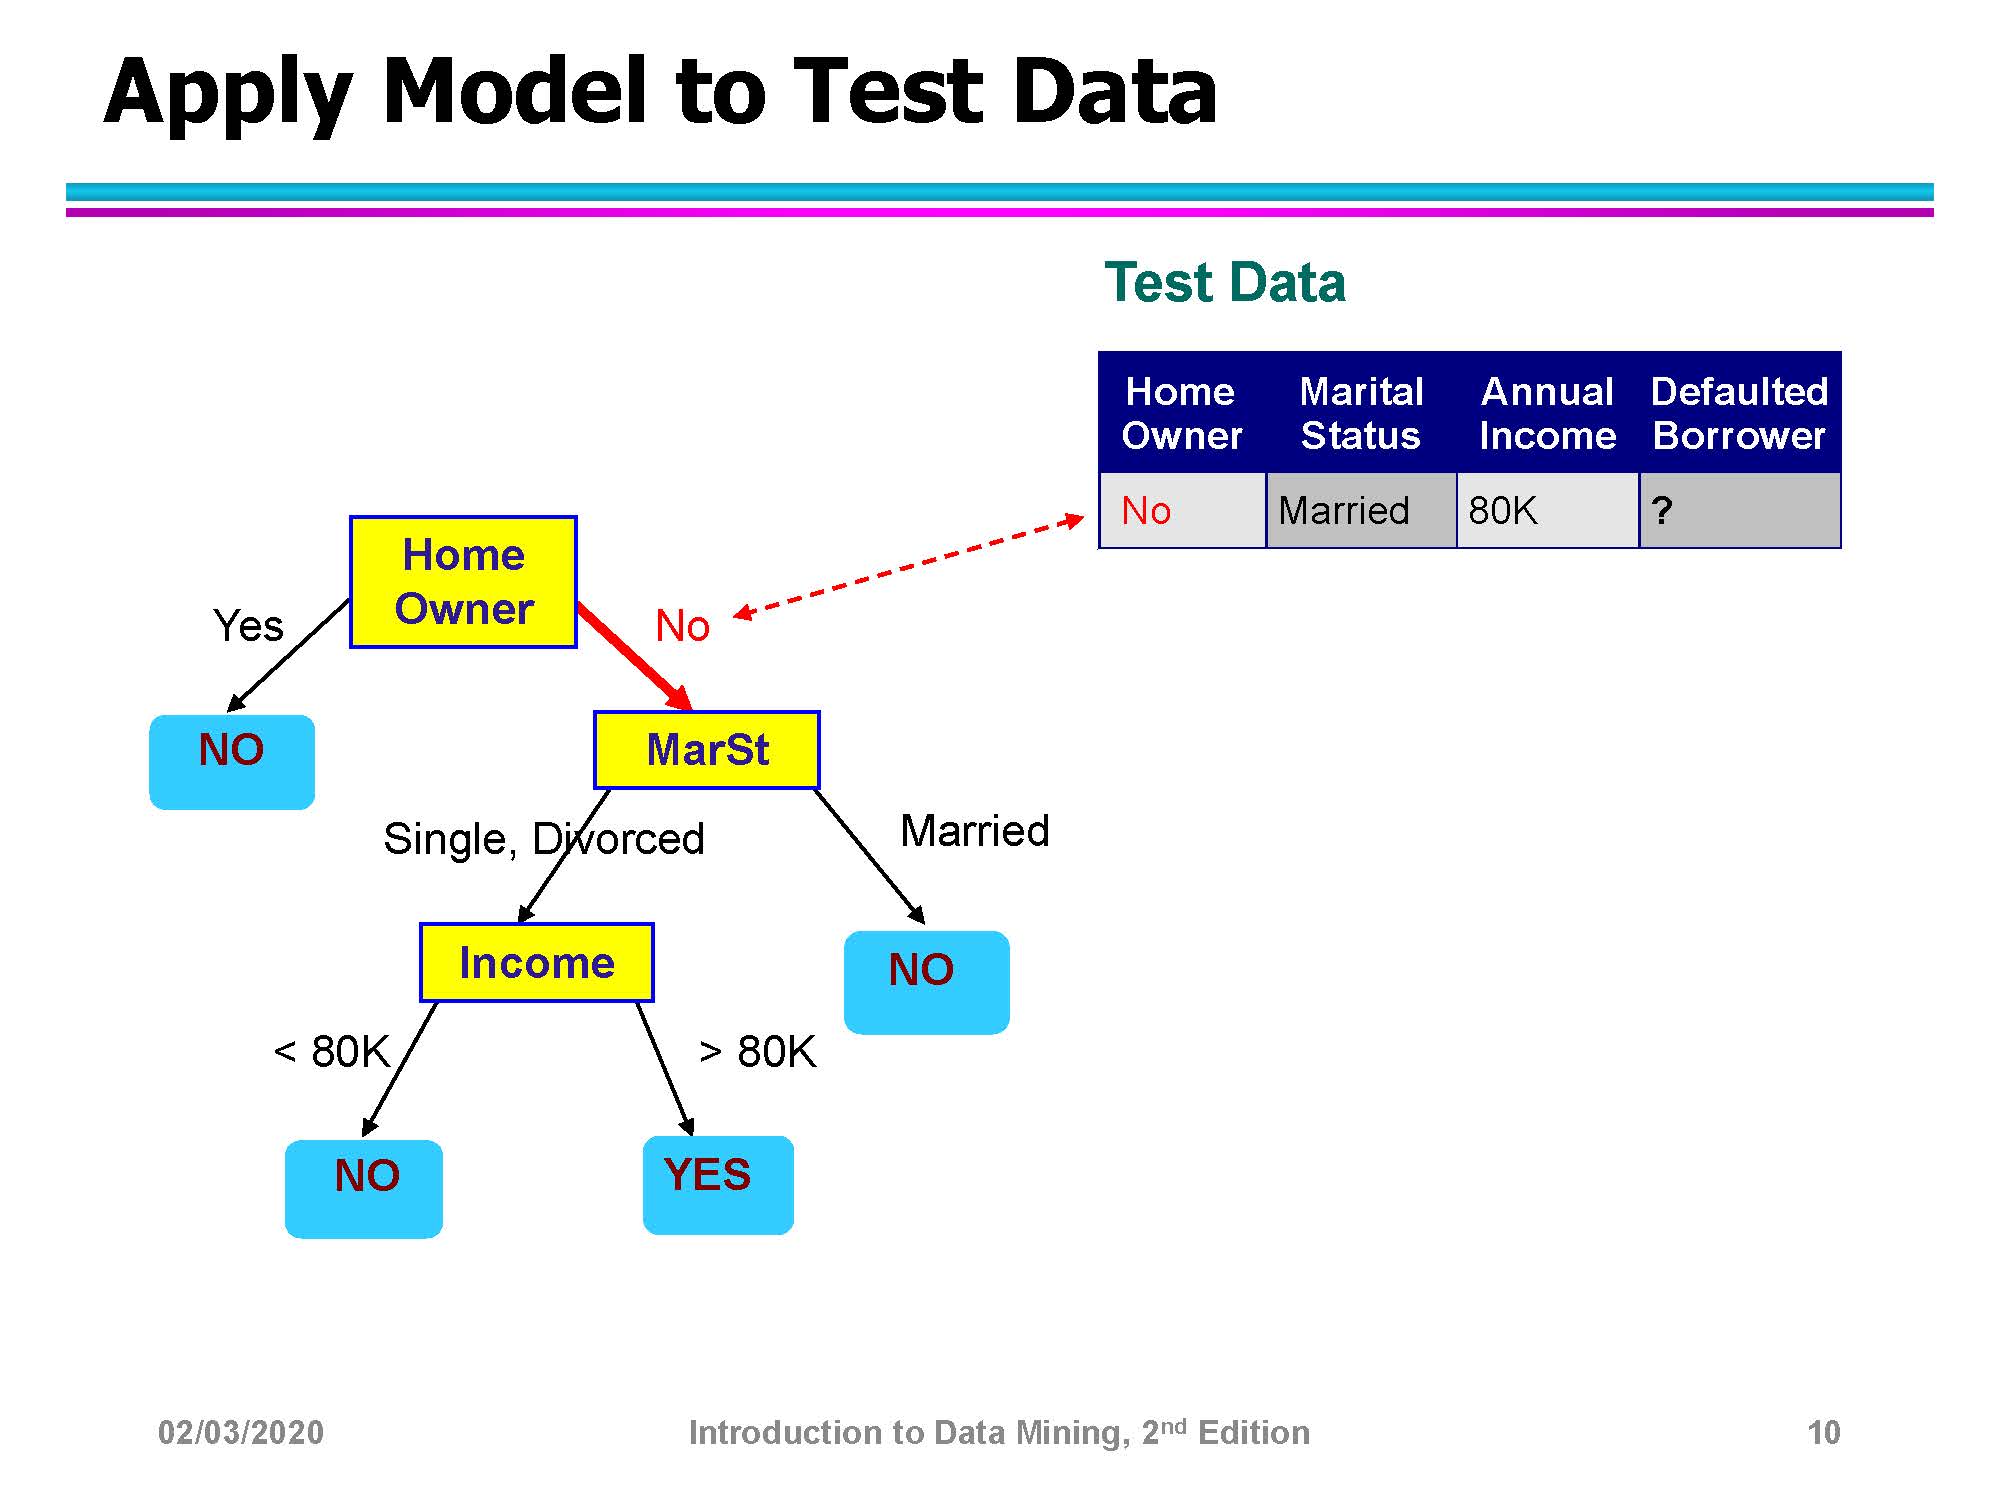 Apply Model to Test Data
Test Data
Home Owner Marital Status Annual Income Defaulted Borrower
No Married 80K ?
Home
Owner
Yes
No
NO
MarSt
Single, Divorced
Married
Income
NO
< 80K
> 80K
NO
YES
02/03/2020
Introduction to Data Mining, 2nd Edition
10